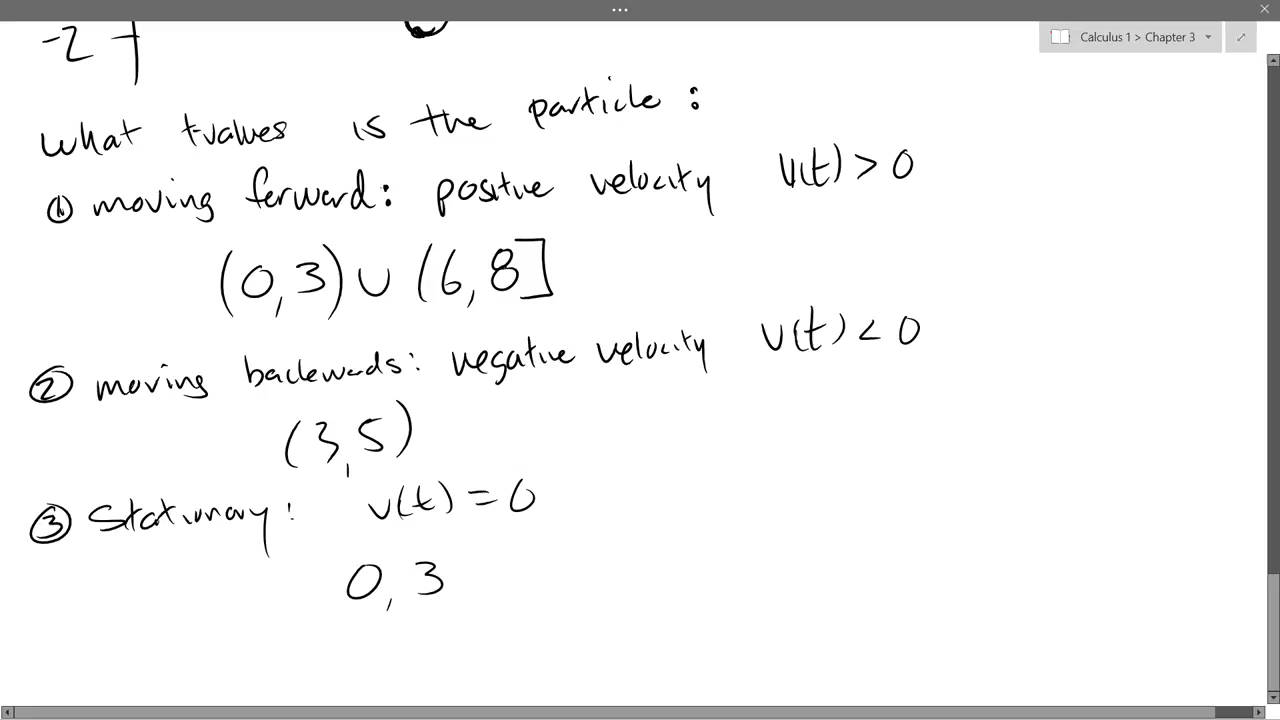 ...
Calculus 1 > Chapter 3
-2
What t values is the particle:
① moving forward: positive velocity v(t) > 0
(0,3) ∪ (6,8]
② moving backwards: negative velocity v(t) < 0
(3,5)
③ Stationary: v(t) = 0
0, 3